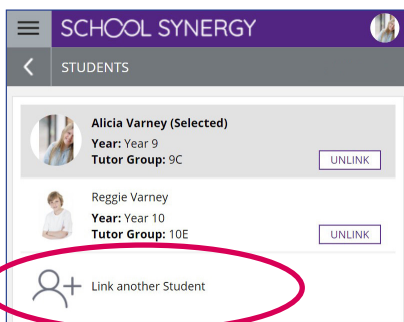 SCHOOL SYNERGY
STUDENTS
Alicia Varney (Selected)
Year: Year 9
Tutor Group: 9C
UNLINK
Reggie Varney
Year: Year 10
Tutor Group: 10E
UNLINK
Link another Student